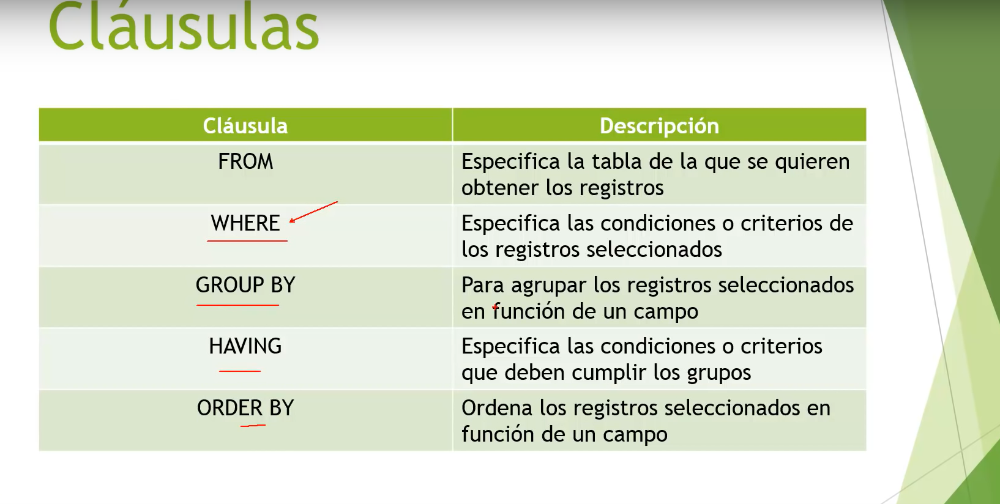 Cláusulas
Cláusula Descripción
FROM Especifica la tabla de la que se quieren
obtener los registros
WHERE Especifica las condiciones o criterios de
los registros seleccionados
GROUP BY Para agrupar los registros seleccionados
en función de un campo
HAVING Especifica las condiciones o criterios
que deben cumplir los grupos
ORDER BY Ordena los registros seleccionados en
función de un campo